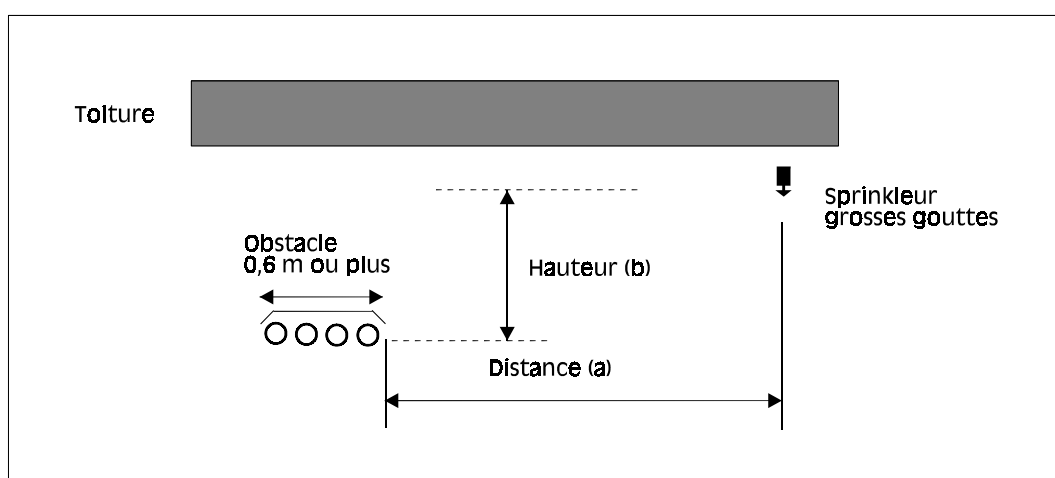 Toiture
Sprinkleur
grosses gouttes
Obstacle
0,6 m ou plus
Hauteur (b)
Distance (a)